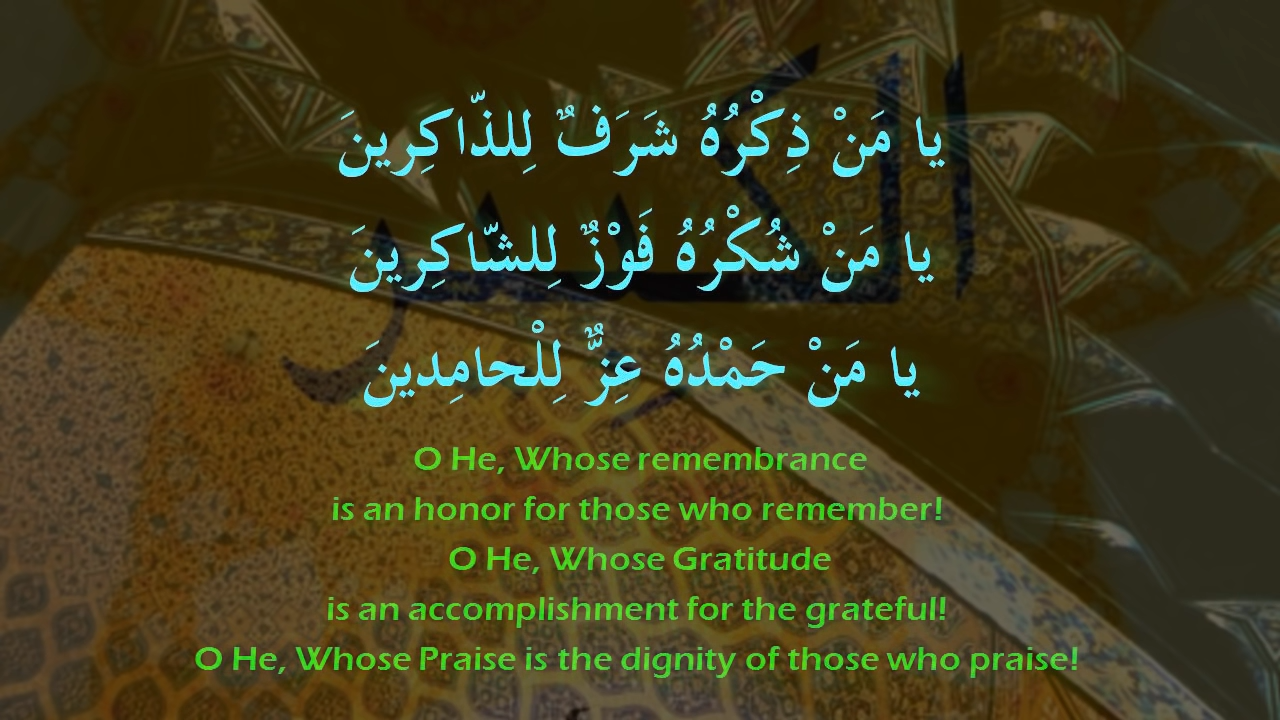 يا مَنْ ذِكْرُهُ شَرَفٌ لِلذّاكِرينَ
يا مَنْ شُكْرُهُ فَوْزٌ لِلشّاكِرينَ
يا مَنْ حَمْدُهُ عِزٌّ لِلْحامِدينَ
O He, Whose remembrance
is an honor for those who remember!
O He, Whose Gratitude
is an accomplishment for the grateful!
O He, Whose Praise is the dignity of those who praise!